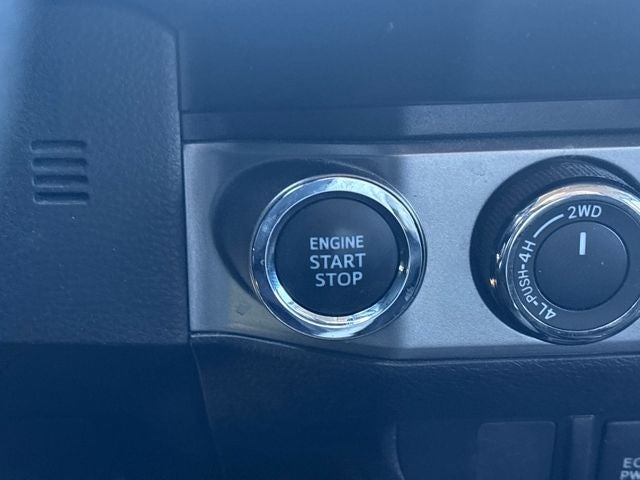 ENGINE
START
STOP
2WD
4L-PUSH-4H